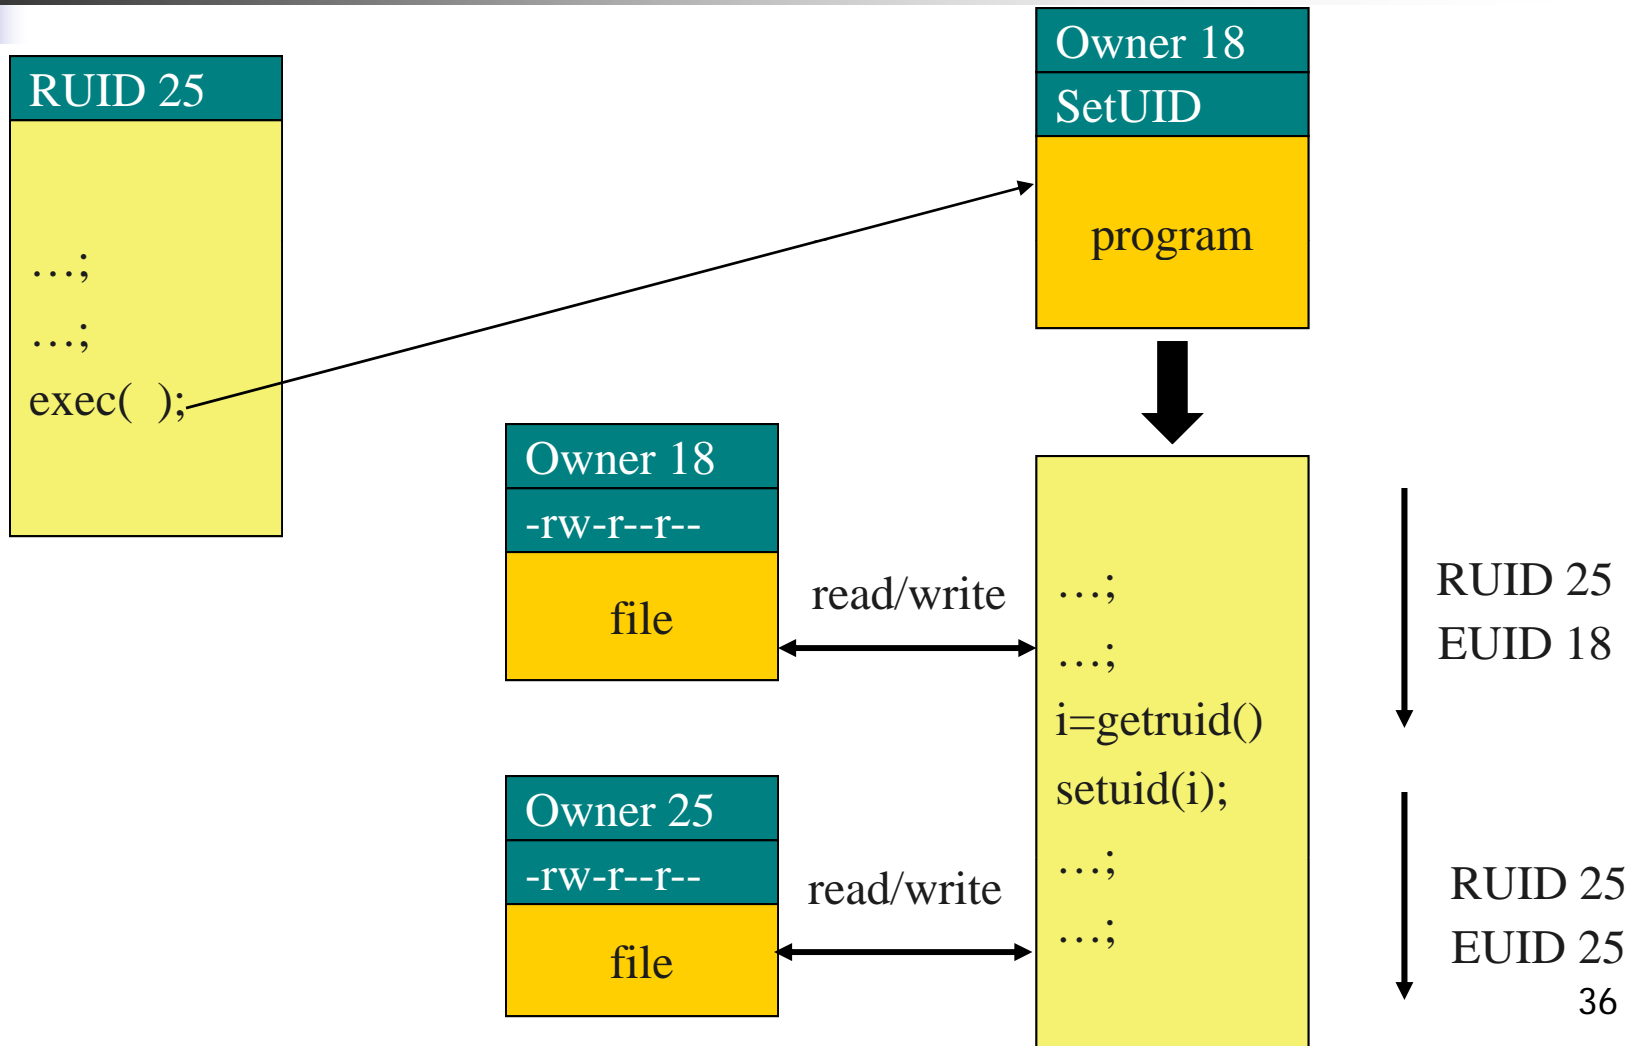 RUID 25
…;
…;
exec( );
Owner 18
SetUID
program
Owner 18
-rw-r--r--
file
read/write
…;
…;
i=getruid()
setuid(i);
…;
…;
RUID 25
EUID 18
Owner 25
-rw-r--r--
file
read/write
RUID 25
EUID 25
36